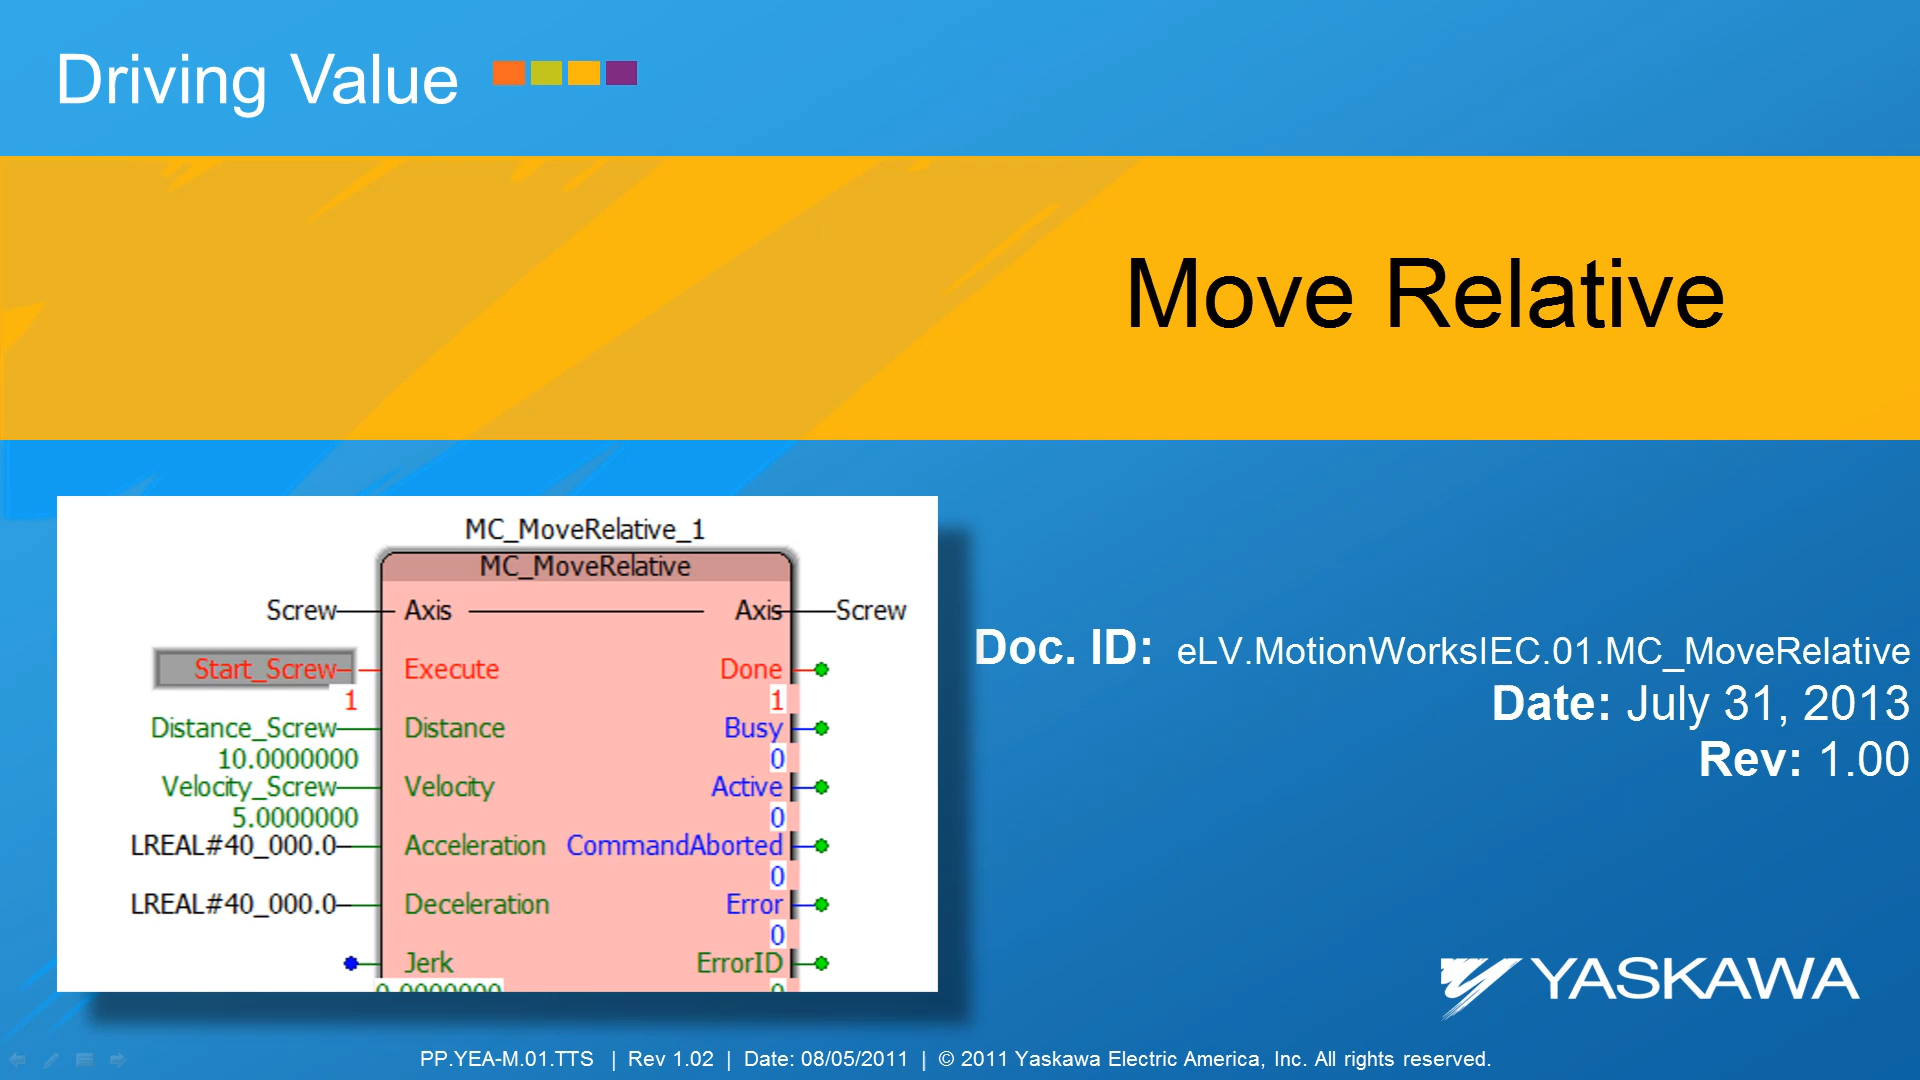 Driving Value
Move Relative
MC_MoveRelative_1
MC_MoveRelative
Screw Axis Axis Screw
Start_Screw Execute Done
1 1
Distance_Screw Distance Busy
10.0000000 0
Velocity_Screw Velocity Active
5.0000000 0
LREAL#40_000.0 Acceleration CommandAborted
0
LREAL#40_000.0 Deceleration Error
0
Jerk ErrorID
0.0000000 0
Doc. ID: eLV.MotionWorksIEC.01.MC_MoveRelative
Date: July 31, 2013
Rev: 1.00
YASKAWA
PP.YEA-M.01.TTS | Rev 1.02 | Date: 08/05/2011 | © 2011 Yaskawa Electric America, Inc. All rights reserved.